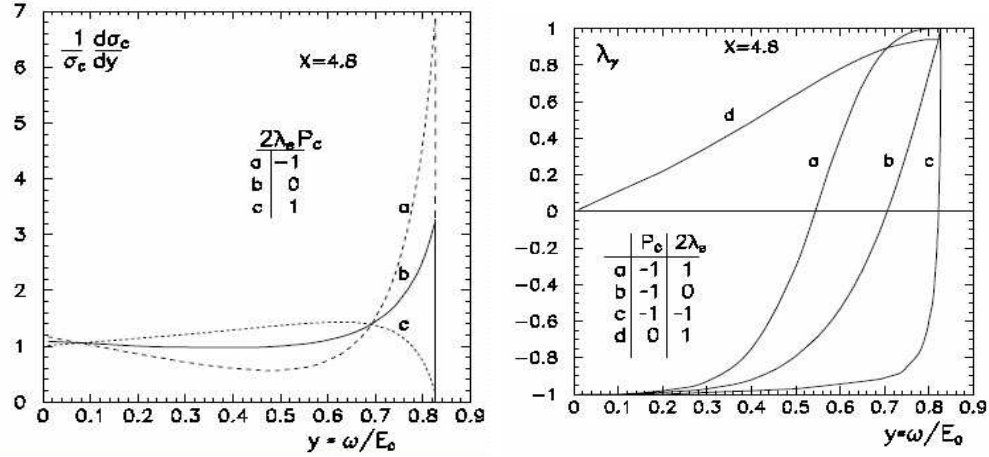 7
6
5
4
3
2
1
0
1 dσc
σc dy
X=4.8
2λePc
a -1
b 0
c 1
a
b
c
0 0.1 0.2 0.3 0.4 0.5 0.6 0.7 0.8 0.9
y = ω/Eo
1
0.8
0.6
0.4
0.2
0
−0.2
−0.4
−0.6
−0.8
−1
λγ
X=4.8
d
a
b
c
Pc 2λe
a -1 1
b -1 0
c -1 -1
d 0 1
0 0.1 0.2 0.3 0.4 0.5 0.6 0.7 0.8 0.9
y=ω/Eo